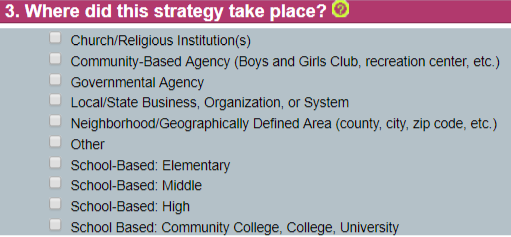 3. Where did this strategy take place? ?
Church/Religious Institution(s)
Community-Based Agency (Boys and Girls Club, recreation center, etc.)
Governmental Agency
Local/State Business, Organization, or System
Neighborhood/Geographically Defined Area (county, city, zip code, etc.)
Other
School-Based: Elementary
School-Based: Middle
School-Based: High
School Based: Community College, College, University